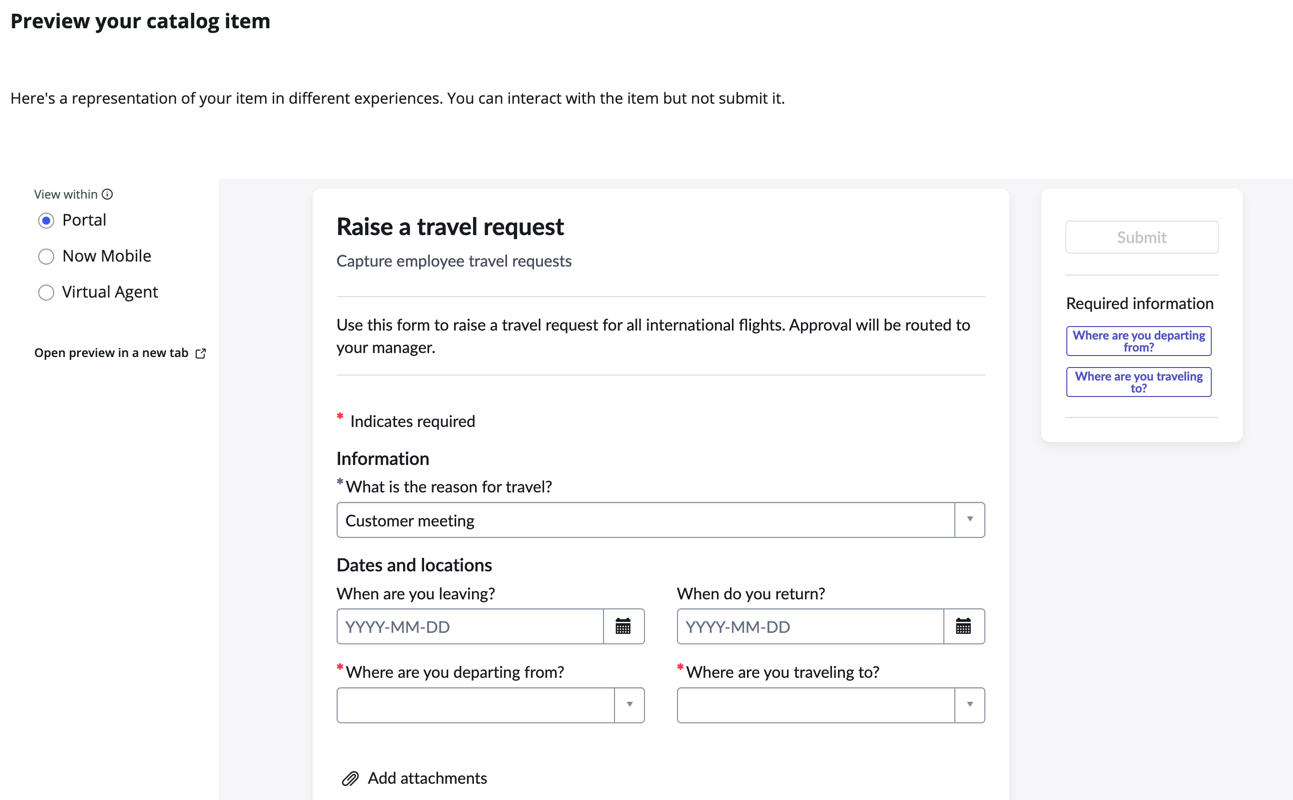 Preview your catalog item
Here's a representation of your item in different experiences. You can interact with the item but not submit it.
View within
Portal
Now Mobile
Virtual Agent
Open preview in a new tab
Raise a travel request
Capture employee travel requests
Use this form to raise a travel request for all international flights. Approval will be routed to
your manager.
* Indicates required
Information
*What is the reason for travel?
Customer meeting
Dates and locations
When are you leaving?
When do you return?
YYYY-MM-DD
YYYY-MM-DD
*Where are you departing from?
*Where are you traveling to?
Add attachments
Submit
Required information
Where are you departing
from?
Where are you traveling
to?